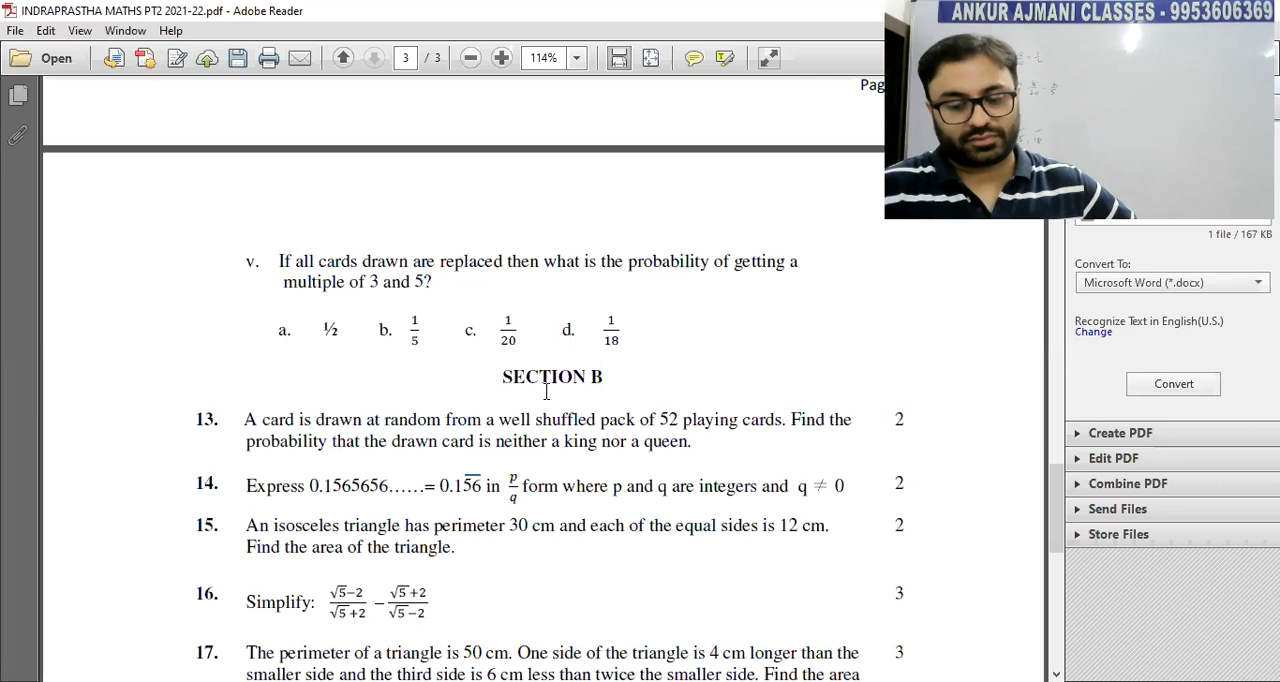 INDRAPRASTHA MATHS PT2 2021-22.pdf - Adobe Reader
File Edit View Window Help
Open 3 / 3 114%
ANKUR AJMANI CLASSES - 9953606369
Pag
v. If all cards drawn are replaced then what is the probability of getting a
multiple of 3 and 5?
a. ½ b. 1/5 c. 1/20 d. 1/18
SECTION B
13. A card is drawn at random from a well shuffled pack of 52 playing cards. Find the 2
probability that the drawn card is neither a king nor a queen.
14. Express 0.1565656......= 0.15̅6̅ in p/q form where p and q are integers and q ≠ 0 2
15. An isosceles triangle has perimeter 30 cm and each of the equal sides is 12 cm. 2
Find the area of the triangle.
16. Simplify: √5−2/√5+2 − √5+2/√5−2 3
17. The perimeter of a triangle is 50 cm. One side of the triangle is 4 cm longer than the 3
smaller side and the third side is 6 cm less than twice the smaller side. Find the area
1 file / 167 KB
Convert To:
Microsoft Word (*.docx)
Recognize Text in English(U.S.)
Change
Convert
Create PDF
Edit PDF
Combine PDF
Send Files
Store Files